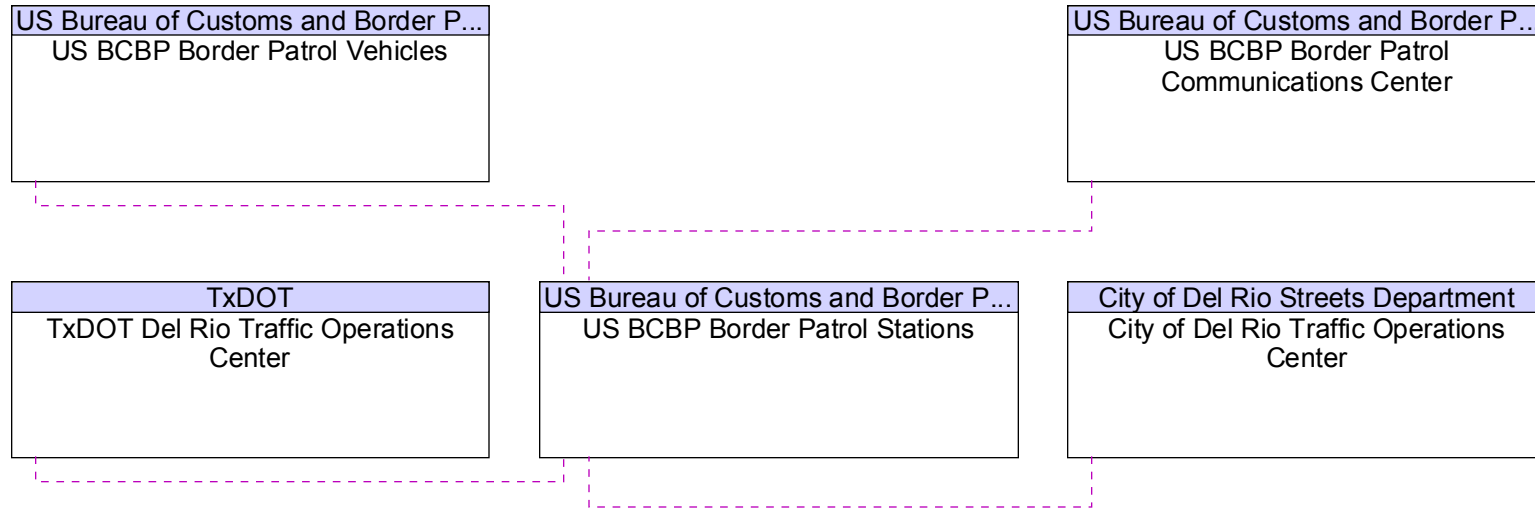 US Bureau of Customs and Border P...
US BCBP Border Patrol Vehicles
US Bureau of Customs and Border P...
US BCBP Border Patrol
Communications Center
TxDOT
TxDOT Del Rio Traffic Operations
Center
US Bureau of Customs and Border P...
US BCBP Border Patrol Stations
City of Del Rio Streets Department
City of Del Rio Traffic Operations
Center